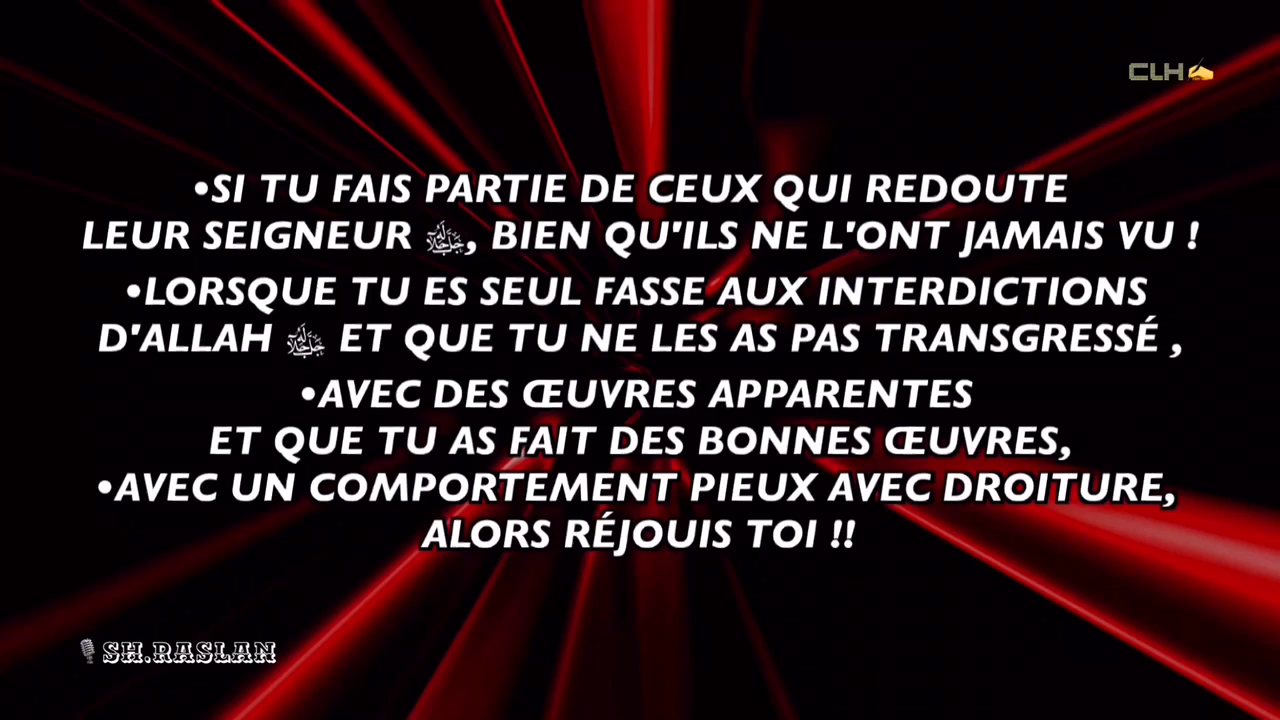 CLH✍
•SI TU FAIS PARTIE DE CEUX QUI REDOUTE
LEUR SEIGNEUR ﷻ, BIEN QU'ILS NE L'ONT JAMAIS VU !
•LORSQUE TU ES SEUL FASSE AUX INTERDICTIONS
D'ALLAH ﷻ ET QUE TU NE LES AS PAS TRANSGRESSÉ ,
•AVEC DES ŒUVRES APPARENTES
ET QUE TU AS FAIT DES BONNES ŒUVRES,
•AVEC UN COMPORTEMENT PIEUX AVEC DROITURE,
ALORS RÉJOUIS TOI !!
🎙SH.RASLAN